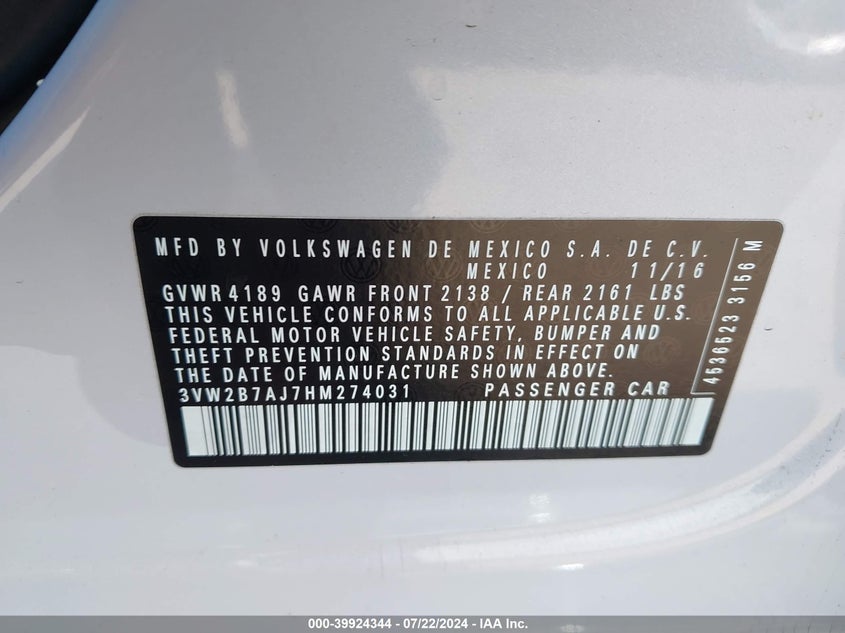 MFD BY VOLKSWAGEN DE MEXICO S.A. DE C.V.
MEXICO 11/16
GVWR 4189 GAWR FRONT 2138 / REAR 2161 LBS
THIS VEHICLE CONFORMS TO ALL APPLICABLE U.S.
FEDERAL MOTOR VEHICLE SAFETY, BUMPER AND
THEFT PREVENTION STANDARDS IN EFFECT ON
THE DATE OF MANUFACTURE SHOWN ABOVE.
3VW2B7AJ7HM274031 PASSENGER CAR
4536523 3156 M
000-39924344 - 07/22/2024 - IAA Inc.